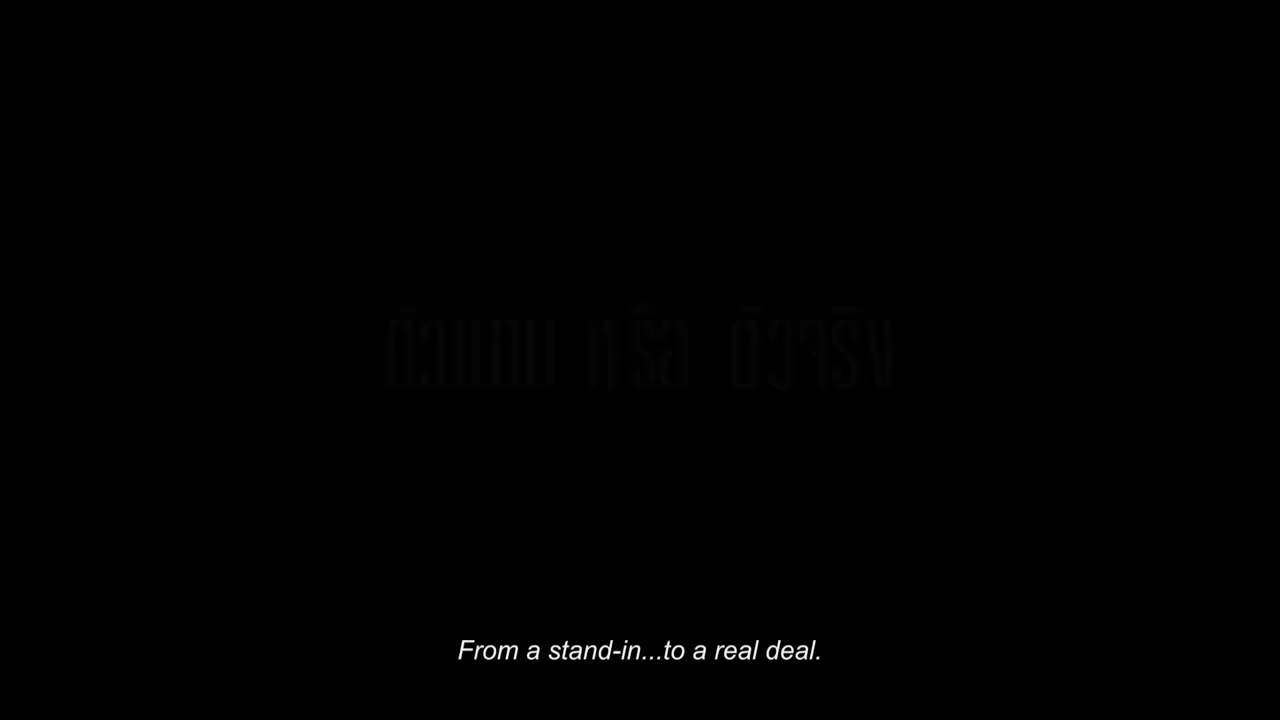 ตัวแทน หรือ ตัวจริง
From a stand-in...to a real deal.